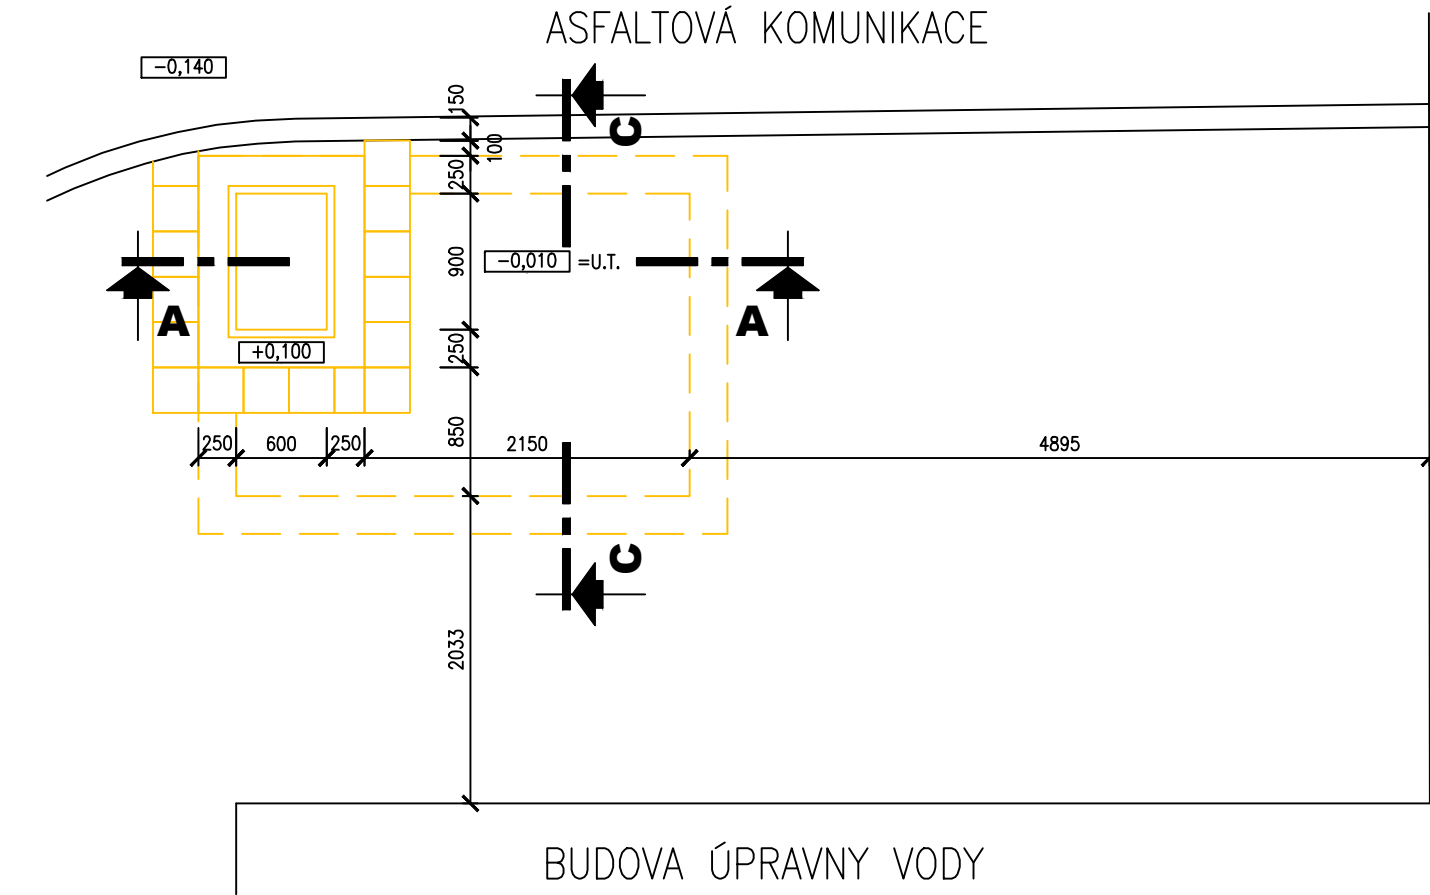 ASFALTOVÁ KOMUNIKACE
-0,140
150
C
100
250
900
-0,010 =U.T.
A
A
+0,100
250
850
250 600 250 2150 4895
C
2033
BUDOVA ÚPRAVNY VODY